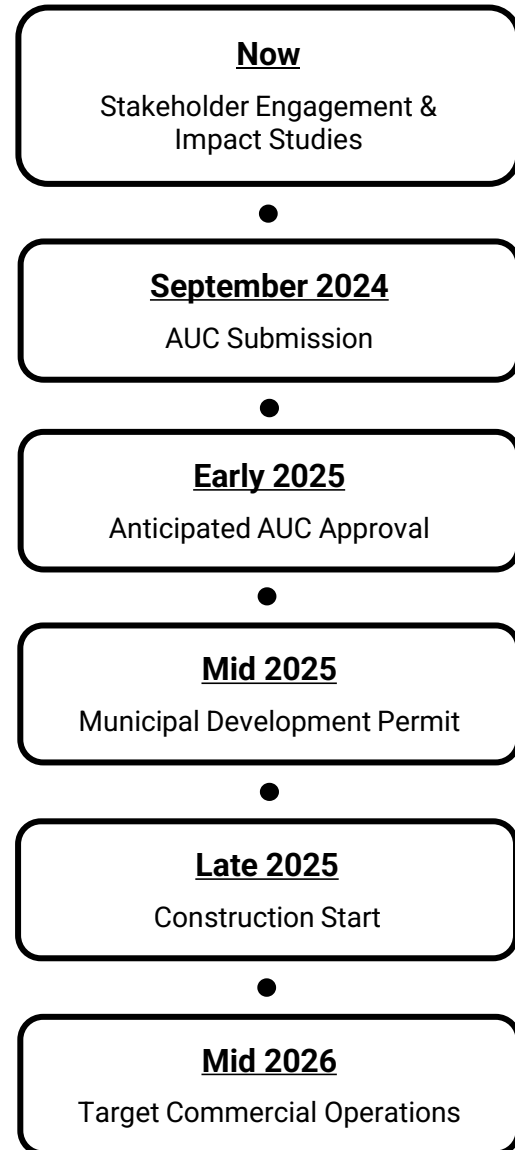 Now
Stakeholder Engagement &
Impact Studies
September 2024
AUC Submission
Early 2025
Anticipated AUC Approval
Mid 2025
Municipal Development Permit
Late 2025
Construction Start
Mid 2026
Target Commercial Operations